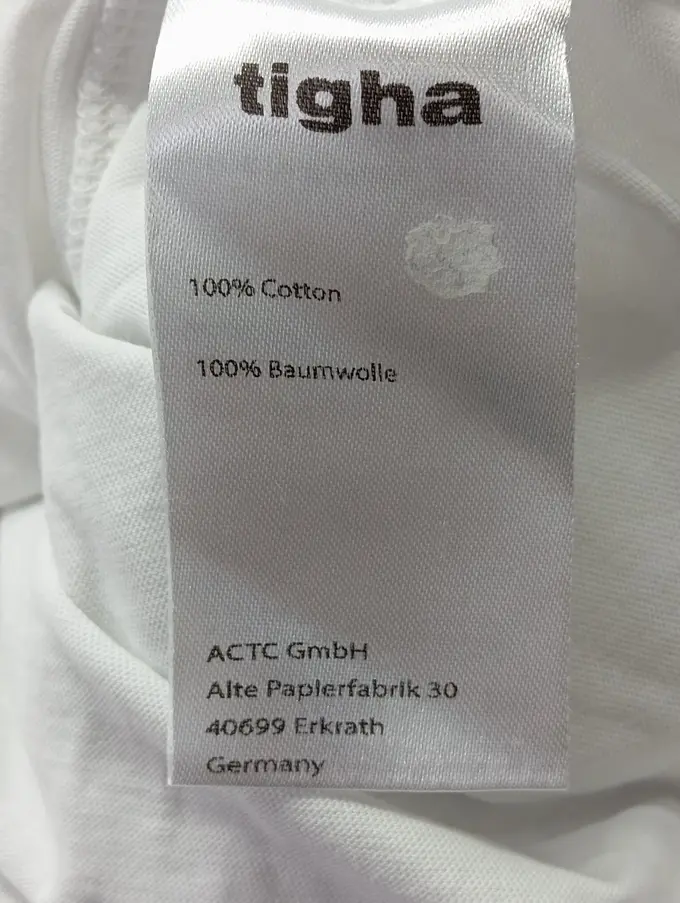 tigha
100% Cotton
100% Baumwolle
ACTC GmbH
Alte Papierfabrik 30
40699 Erkrath
Germany